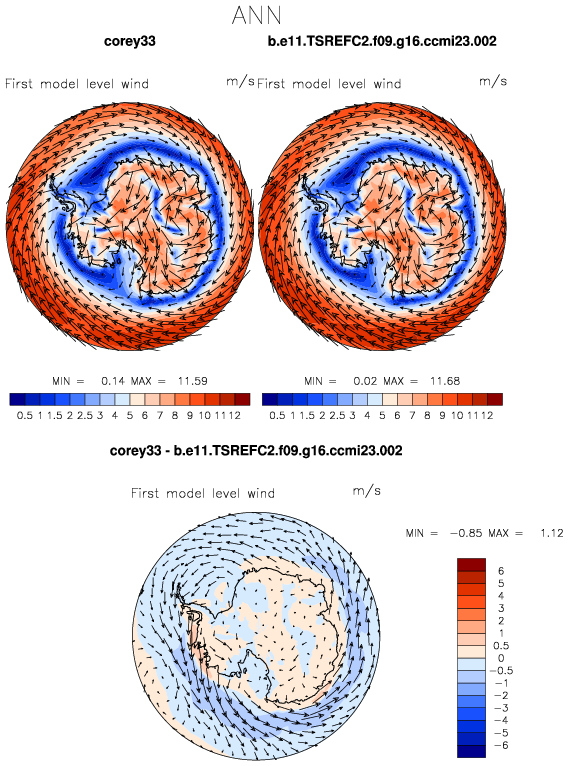 ANN
corey33
b.e11.TSREFC2.f09.g16.ccmi23.002
First model level wind m/s
First model level wind m/s
MIN = 0.14 MAX = 11.59
MIN = 0.02 MAX = 11.68
0.5 1 1.5 2 2.5 3 4 5 6 7 8 9 10 11 12
0.5 1 1.5 2 2.5 3 4 5 6 7 8 9 10 11 12
corey33 - b.e11.TSREFC2.f09.g16.ccmi23.002
First model level wind m/s
MIN = -0.85 MAX = 1.12
6
5
4
3
2
1
0.5
0
-0.5
-1
-2
-3
-4
-5
-6